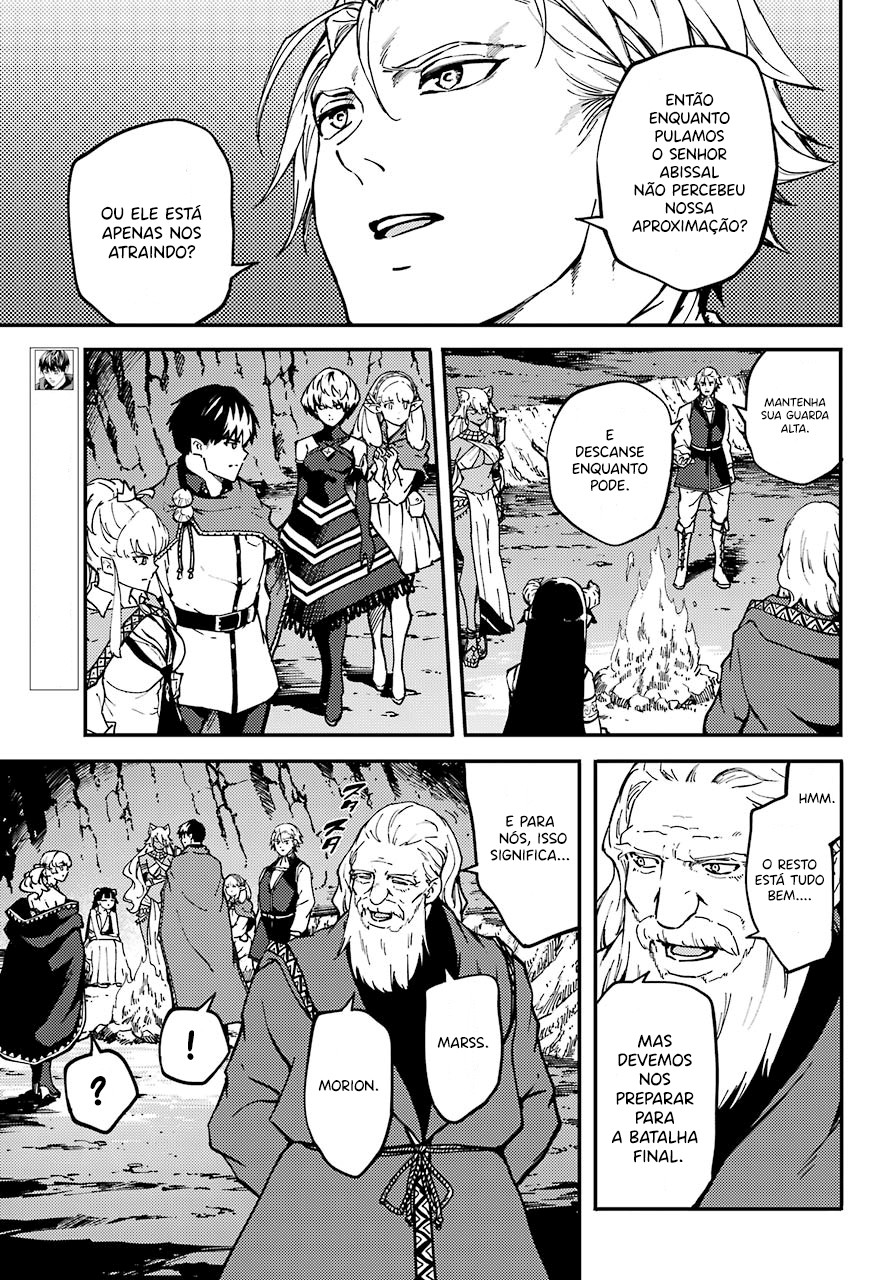 ENTÃO
ENQUANTO
PULAMOS
O SENHOR
ABISSAL
NÃO PERCEBEU
NOSSA
APROXIMAÇÃO?
OU ELE ESTÁ
APENAS NOS
ATRAINDO?
MANTENHA
SUA GUARDA
ALTA.
E
DESCANSE
ENQUANTO
PODE.
HMM.
O RESTO
ESTÁ TUDO
BEM....
MAS
DEVEMOS
NOS
PREPARAR
PARA
A BATALHA
FINAL.
E PARA
NÓS, ISSO
SIGNIFICA...
MARSS.
MORION.
!
?